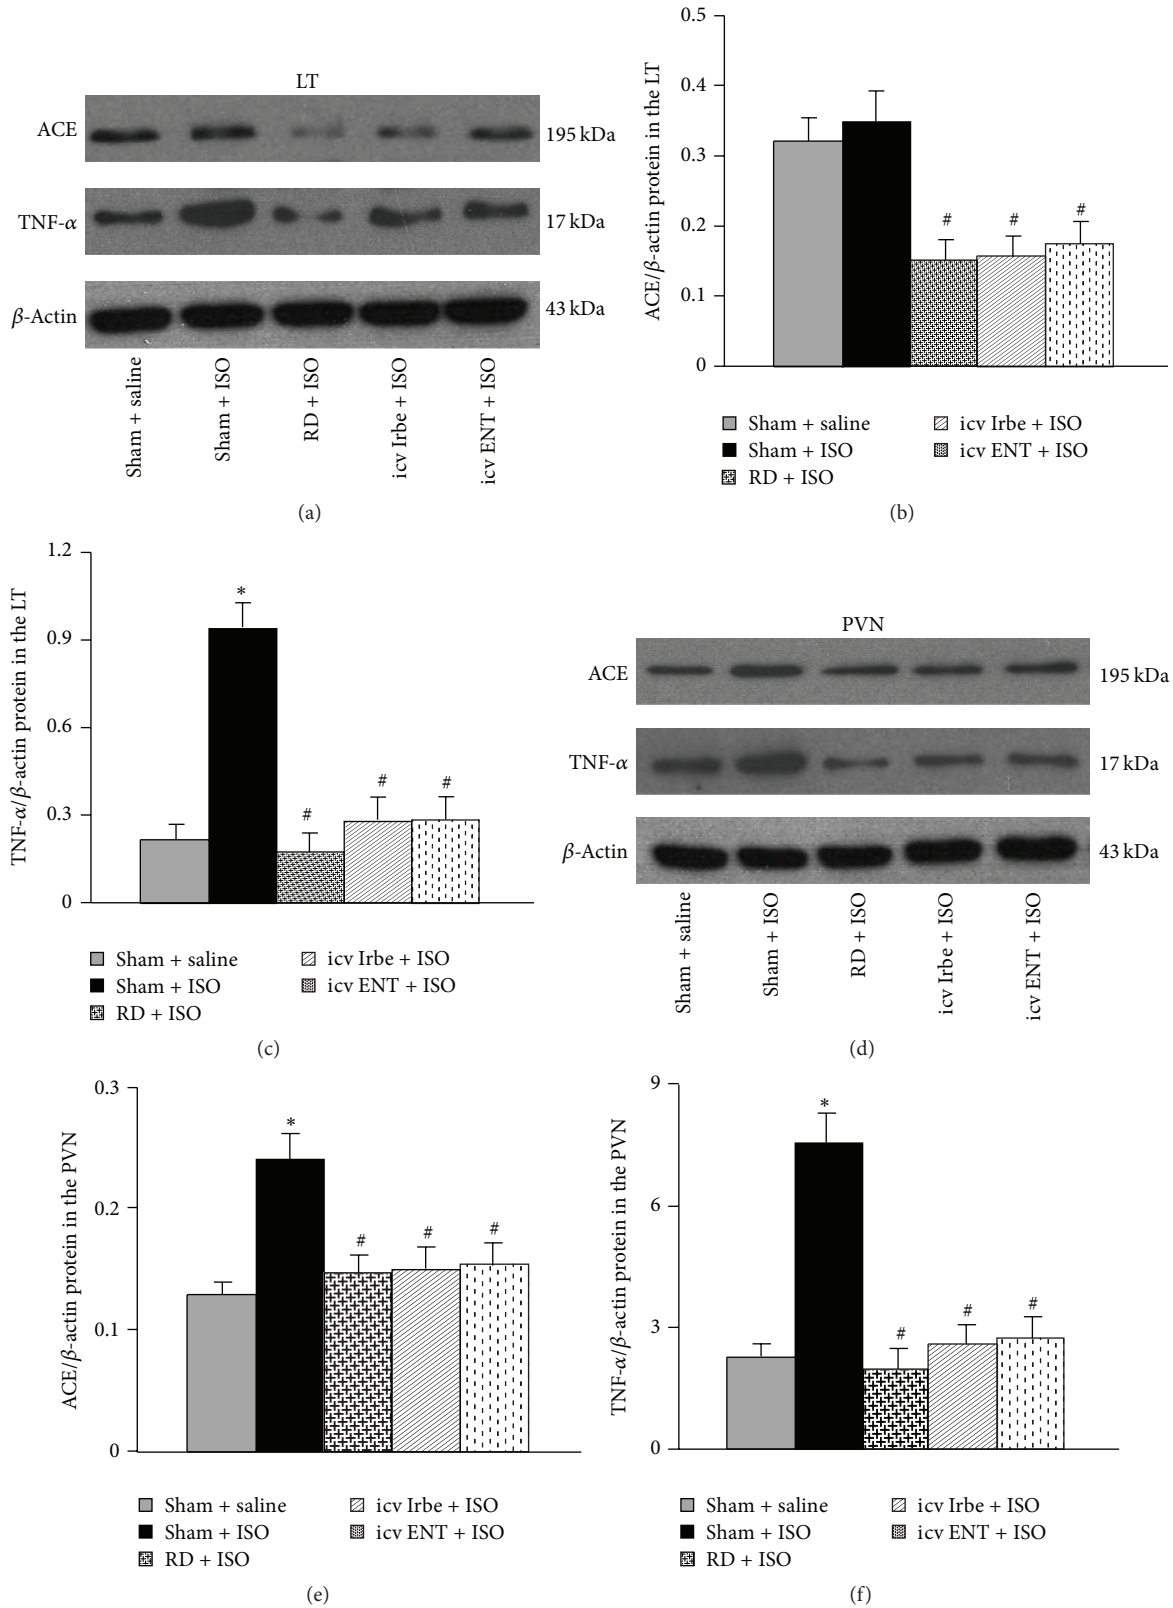 LT
ACE
195 kDa
TNF-α
17 kDa
β-Actin
43 kDa
Sham + saline
Sham + ISO
RD + ISO
icv Irbe + ISO
icv ENT + ISO
(a)
ACE/β-actin protein in the LT
0.5
0.4
0.3
0.2
0.1
0
#
#
#
Sham + saline
Sham + ISO
RD + ISO
icv Irbe + ISO
icv ENT + ISO
(b)
TNF-α/β-actin protein in the LT
1.2
0.9
0.6
0.3
0
*
#
#
#
Sham + saline
Sham + ISO
RD + ISO
icv Irbe + ISO
icv ENT + ISO
(c)
PVN
ACE
195 kDa
TNF-α
17 kDa
β-Actin
43 kDa
Sham + saline
Sham + ISO
RD + ISO
icv Irbe + ISO
icv ENT + ISO
(d)
ACE/β-actin protein in the PVN
0.3
0.2
0.1
0
*
#
#
#
Sham + saline
Sham + ISO
RD + ISO
icv Irbe + ISO
icv ENT + ISO
(e)
TNF-α/β-actin protein in the PVN
9
6
3
0
*
#
#
#
Sham + saline
Sham + ISO
RD + ISO
icv Irbe + ISO
icv ENT + ISO
(f)